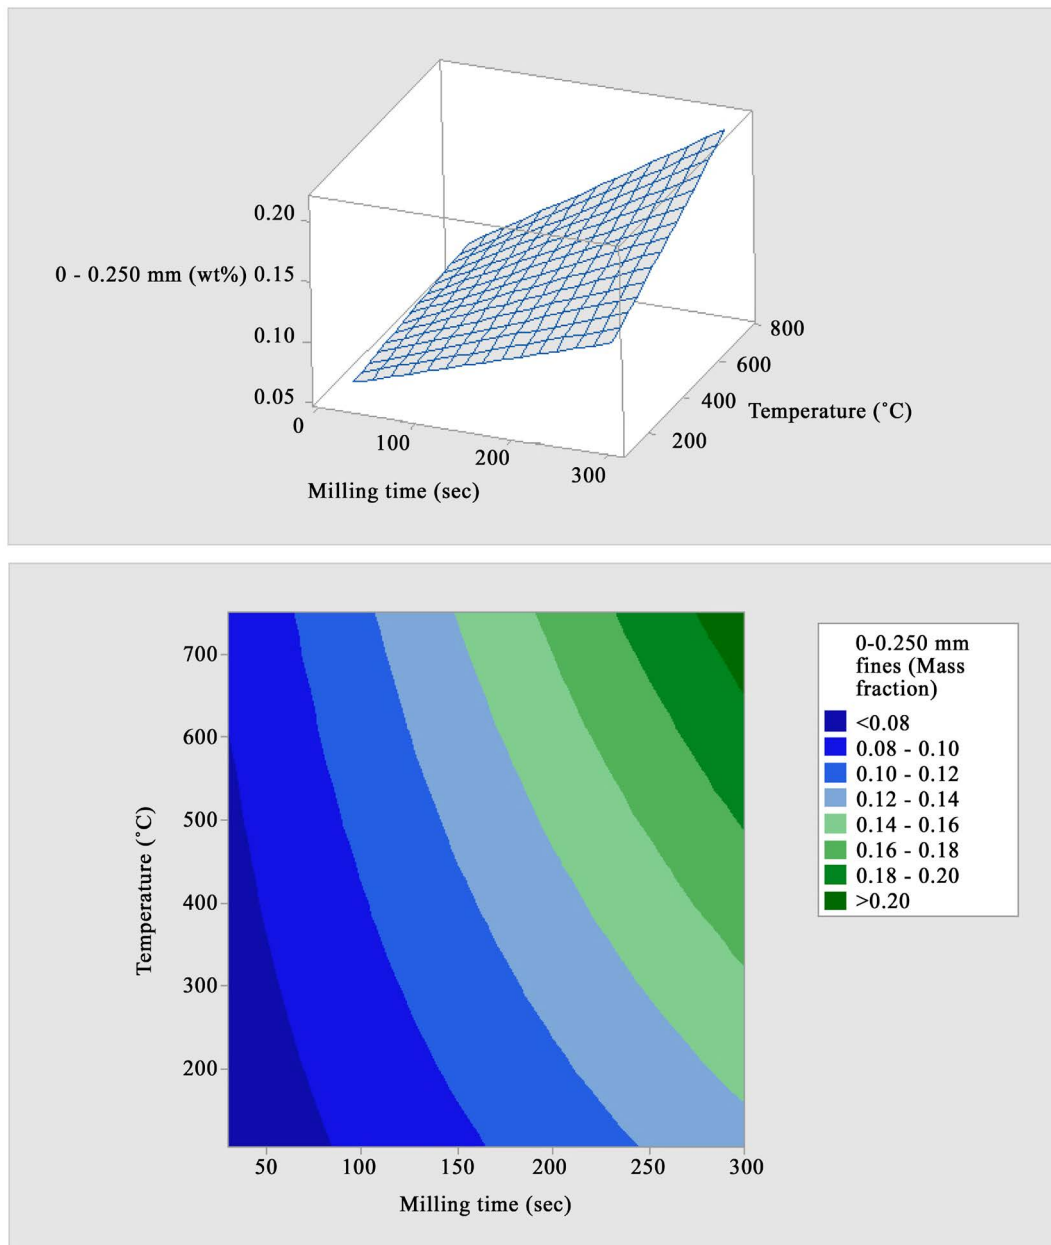 0.20
0 - 0.250 mm (wt%) 0.15
0.10
0.05
0
100
200
300
Milling time (sec)
800
600
400
200
Temperature (˚C)
700
600
500
400
300
200
Temperature (˚C)
50 100 150 200 250 300
Milling time (sec)
0-0.250 mm
fines (Mass
fraction)
<0.08
0.08 - 0.10
0.10 - 0.12
0.12 - 0.14
0.14 - 0.16
0.16 - 0.18
0.18 - 0.20
>0.20